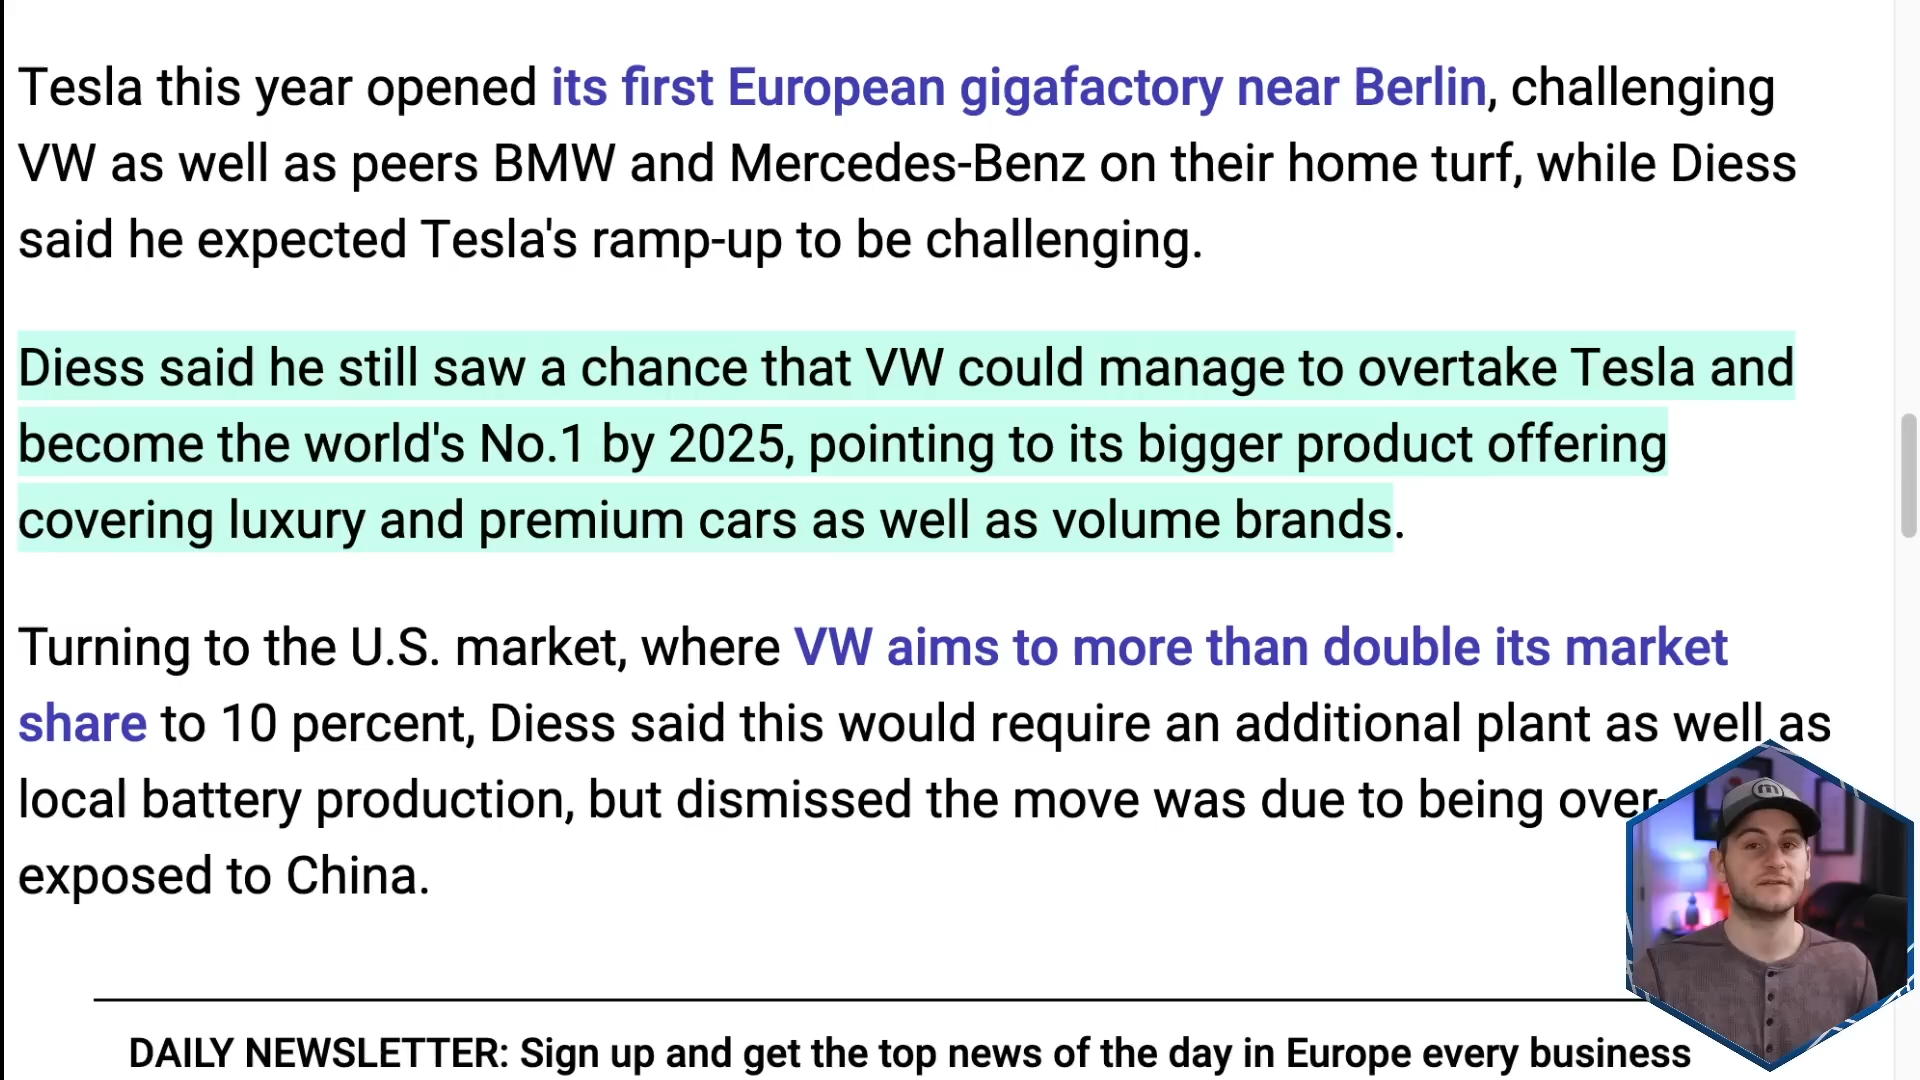 Tesla this year opened its first European gigafactory near Berlin, challenging
VW as well as peers BMW and Mercedes-Benz on their home turf, while Diess
said he expected Tesla's ramp-up to be challenging.
Diess said he still saw a chance that VW could manage to overtake Tesla and
become the world's No.1 by 2025, pointing to its bigger product offering
covering luxury and premium cars as well as volume brands.
Turning to the U.S. market, where VW aims to more than double its market
share to 10 percent, Diess said this would require an additional plant as well as
local battery production, but dismissed the move was due to being over-
exposed to China.
DAILY NEWSLETTER: Sign up and get the top news of the day in Europe every business